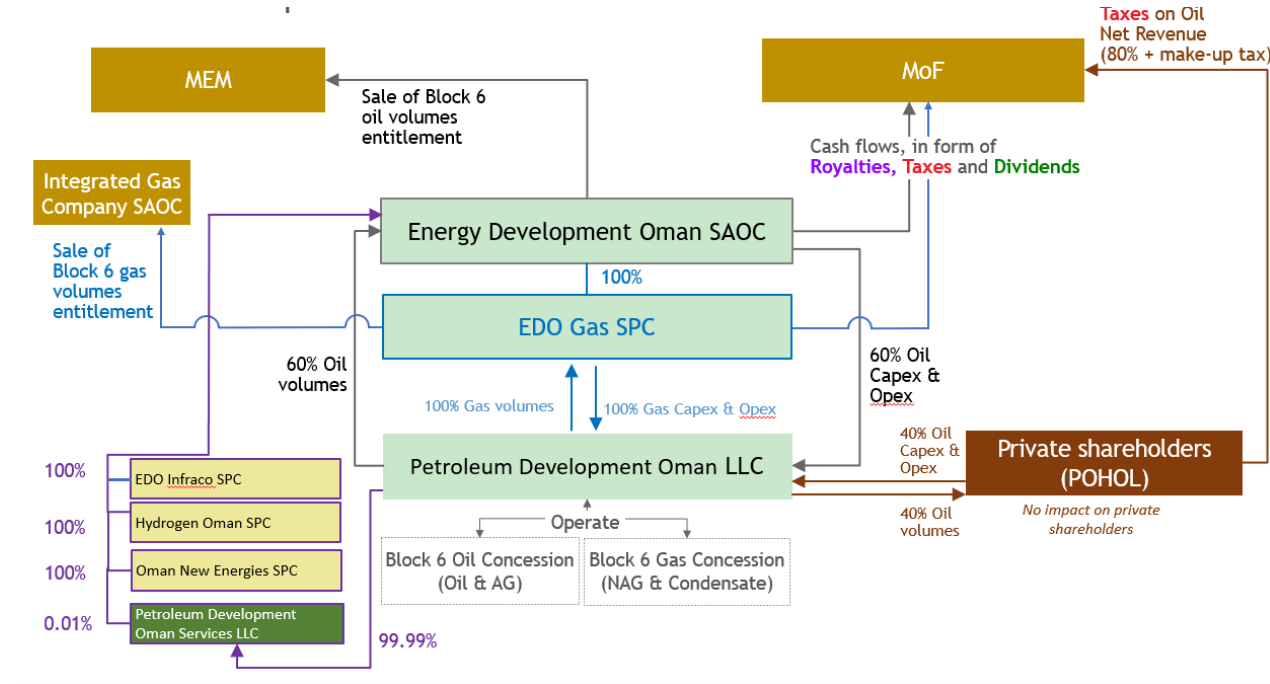 Taxes on Oil
Net Revenue
(80% + make-up tax)
MEM
MoF
Sale of Block 6
oil volumes
entitlement
Cash flows, in form of
Royalties, Taxes and Dividends
Integrated Gas
Company SAOC
Energy Development Oman SAOC
Sale of
Block 6 gas
volumes
entitlement
100%
EDO Gas SPC
60% Oil
volumes
60% Oil
Capex &
Opex
100% Gas volumes
100% Gas Capex & Opex
Petroleum Development Oman LLC
40% Oil
Capex &
Opex
Private shareholders
(POHOL)
40% Oil
volumes
No impact on private
shareholders
100%
EDO Infraco SPC
100%
Hydrogen Oman SPC
100%
Oman New Energies SPC
0.01%
Petroleum Development
Oman Services LLC
99.99%
Operate
Block 6 Oil Concession
(Oil & AG)
Block 6 Gas Concession
(NAG & Condensate)